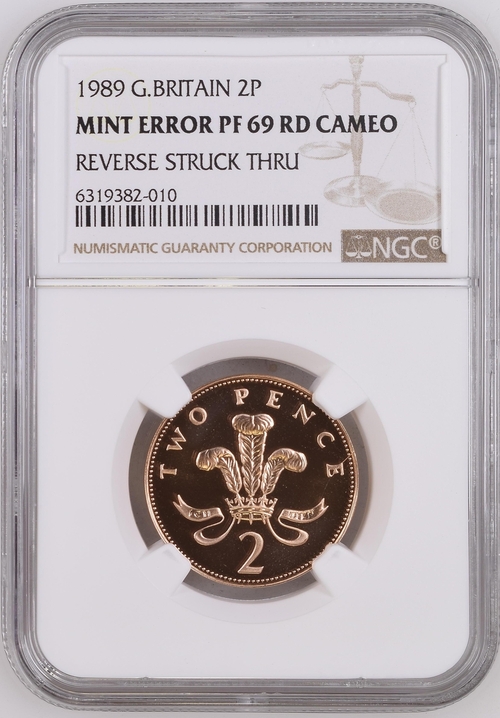 1989 G.BRITAIN 2P
MINT ERROR PF 69 RD CAMEO
REVERSE STRUCK THRU
6319382-010
NUMISMATIC GUARANTY CORPORATION
NGC®
TWO PENCE
2